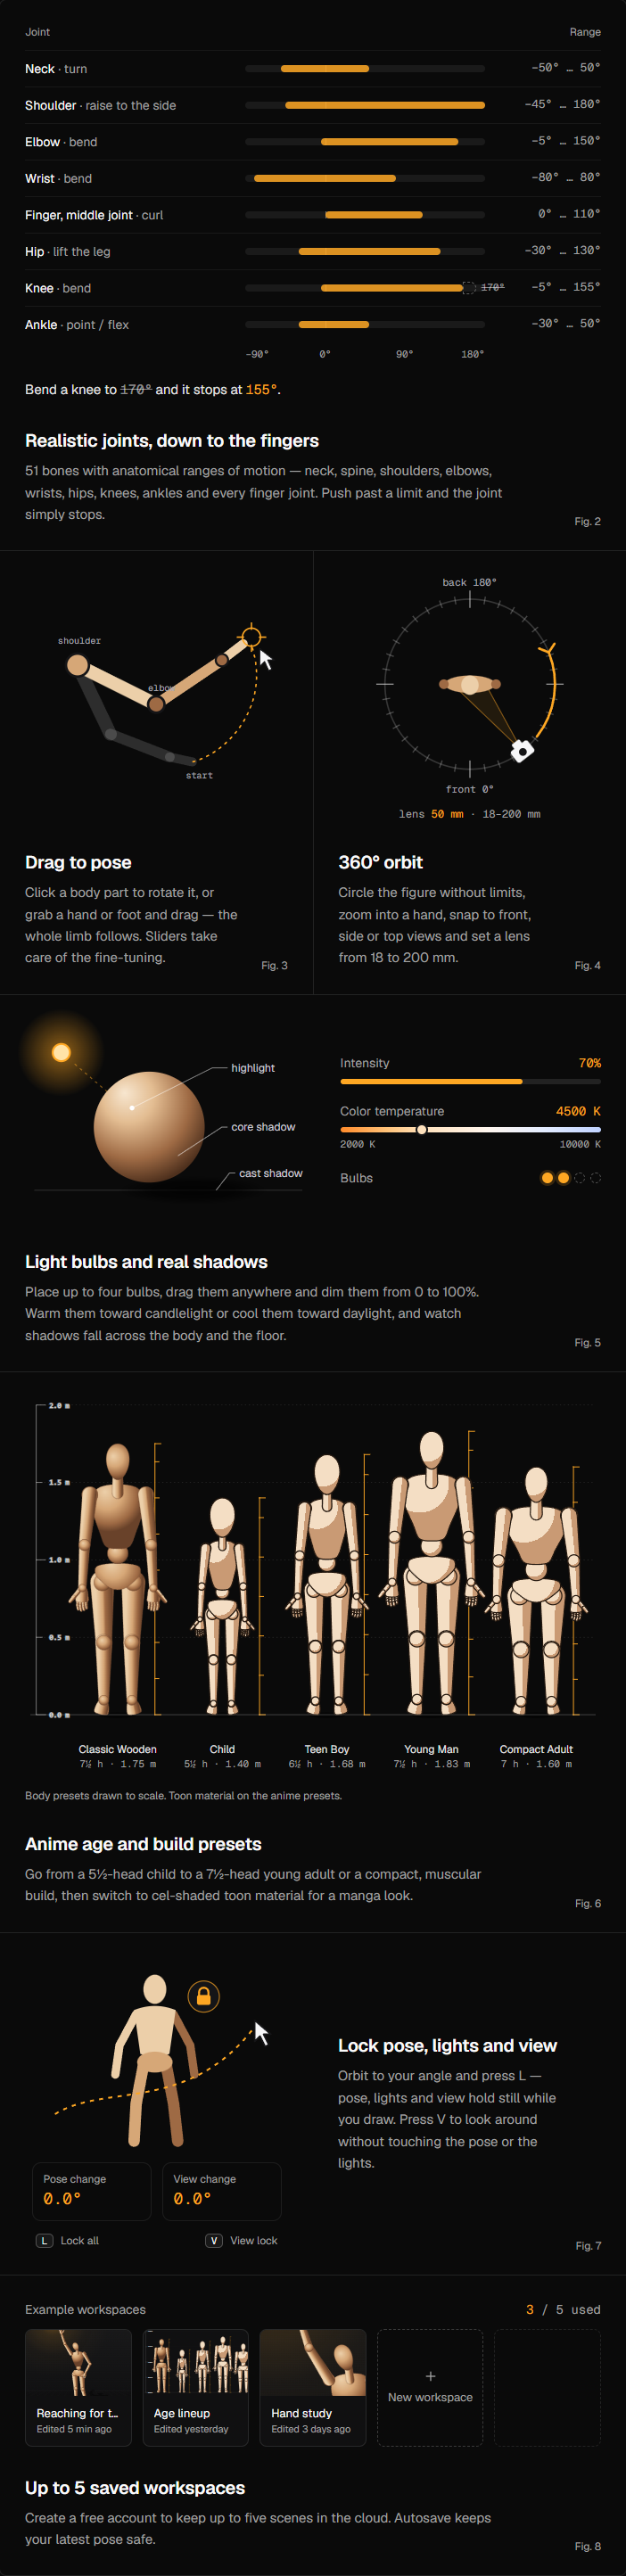 Joint Range
Neck · turn −50° … 50°
Shoulder · raise to the side −45° … 180°
Elbow · bend −5° … 150°
Wrist · bend −80° … 80°
Finger, middle joint · curl 0° … 110°
Hip · lift the leg −30° … 130°
Knee · bend 170° −5° … 155°
Ankle · point / flex −30° … 50°
−90° 0° 90° 180°
Bend a knee to 170° and it stops at 155°.
Realistic joints, down to the fingers
51 bones with anatomical ranges of motion — neck, spine, shoulders, elbows,
wrists, hips, knees, ankles and every finger joint. Push past a limit and the joint
simply stops.
Fig. 2
shoulder
elbow
start
Drag to pose
Click a body part to rotate it, or
grab a hand or foot and drag — the
whole limb follows. Sliders take
care of the fine-tuning.
Fig. 3
back 180°
front 0°
lens 50 mm · 18–200 mm
360° orbit
Circle the figure without limits,
zoom into a hand, snap to front,
side or top views and set a lens
from 18 to 200 mm.
Fig. 4
highlight
core shadow
cast shadow
Intensity 70%
Color temperature 4500 K
2000 K 10000 K
Bulbs
Light bulbs and real shadows
Place up to four bulbs, drag them anywhere and dim them from 0 to 100%.
Warm them toward candlelight or cool them toward daylight, and watch
shadows fall across the body and the floor.
Fig. 5
2.0 m
1.5 m
1.0 m
0.5 m
0.0 m
Classic Wooden Child Teen Boy Young Man Compact Adult
7½ h · 1.75 m 5½ h · 1.40 m 6½ h · 1.68 m 7½ h · 1.83 m 7 h · 1.60 m
Body presets drawn to scale. Toon material on the anime presets.
Anime age and build presets
Go from a 5½-head child to a 7½-head young adult or a compact, muscular
build, then switch to cel-shaded toon material for a manga look.
Fig. 6
Pose change
0.0°
View change
0.0°
L Lock all
V View lock
Lock pose, lights and view
Orbit to your angle and press L —
pose, lights and view hold still while
you draw. Press V to look around
without touching the pose or the
lights.
Fig. 7
Example workspaces 3 / 5 used
Reaching for t…
Edited 5 min ago
Age lineup
Edited yesterday
Hand study
Edited 3 days ago
+
New workspace
Up to 5 saved workspaces
Create a free account to keep up to five scenes in the cloud. Autosave keeps
your latest pose safe.
Fig. 8